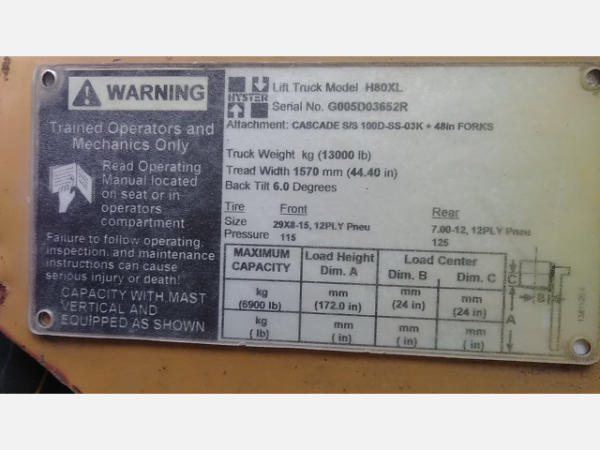 WARNING
Trained Operators and
Mechanics Only
Read Operating
Manual located
on seat or in
operators
compartment
Failure to follow operating,
inspection, and maintenance
instructions can cause
serious injury or death!
CAPACITY WITH MAST
VERTICAL AND
EQUIPPED AS SHOWN
HYSTER
Lift Truck Model H80XL
Serial No. G005D03652R
Attachment: CASCADE S/S 100D-SS-03K + 48in FORKS
Truck Weight kg (13000 lb)
Tread Width 1570 mm (44.40 in)
Back Tilt 6.0 Degrees
Tire Front Rear
Size 29X8-15, 12PLY Pneu 7.00-12, 12PLY Pneu
Pressure 115 125
MAXIMUM CAPACITY Load Height Dim. A Load Center Dim. B Dim. C
kg mm mm mm
(6900 lb) (172.0 in) (24 in) (24 in)
kg mm mm mm
( lb) ( in) ( in) ( in)
C
B
A